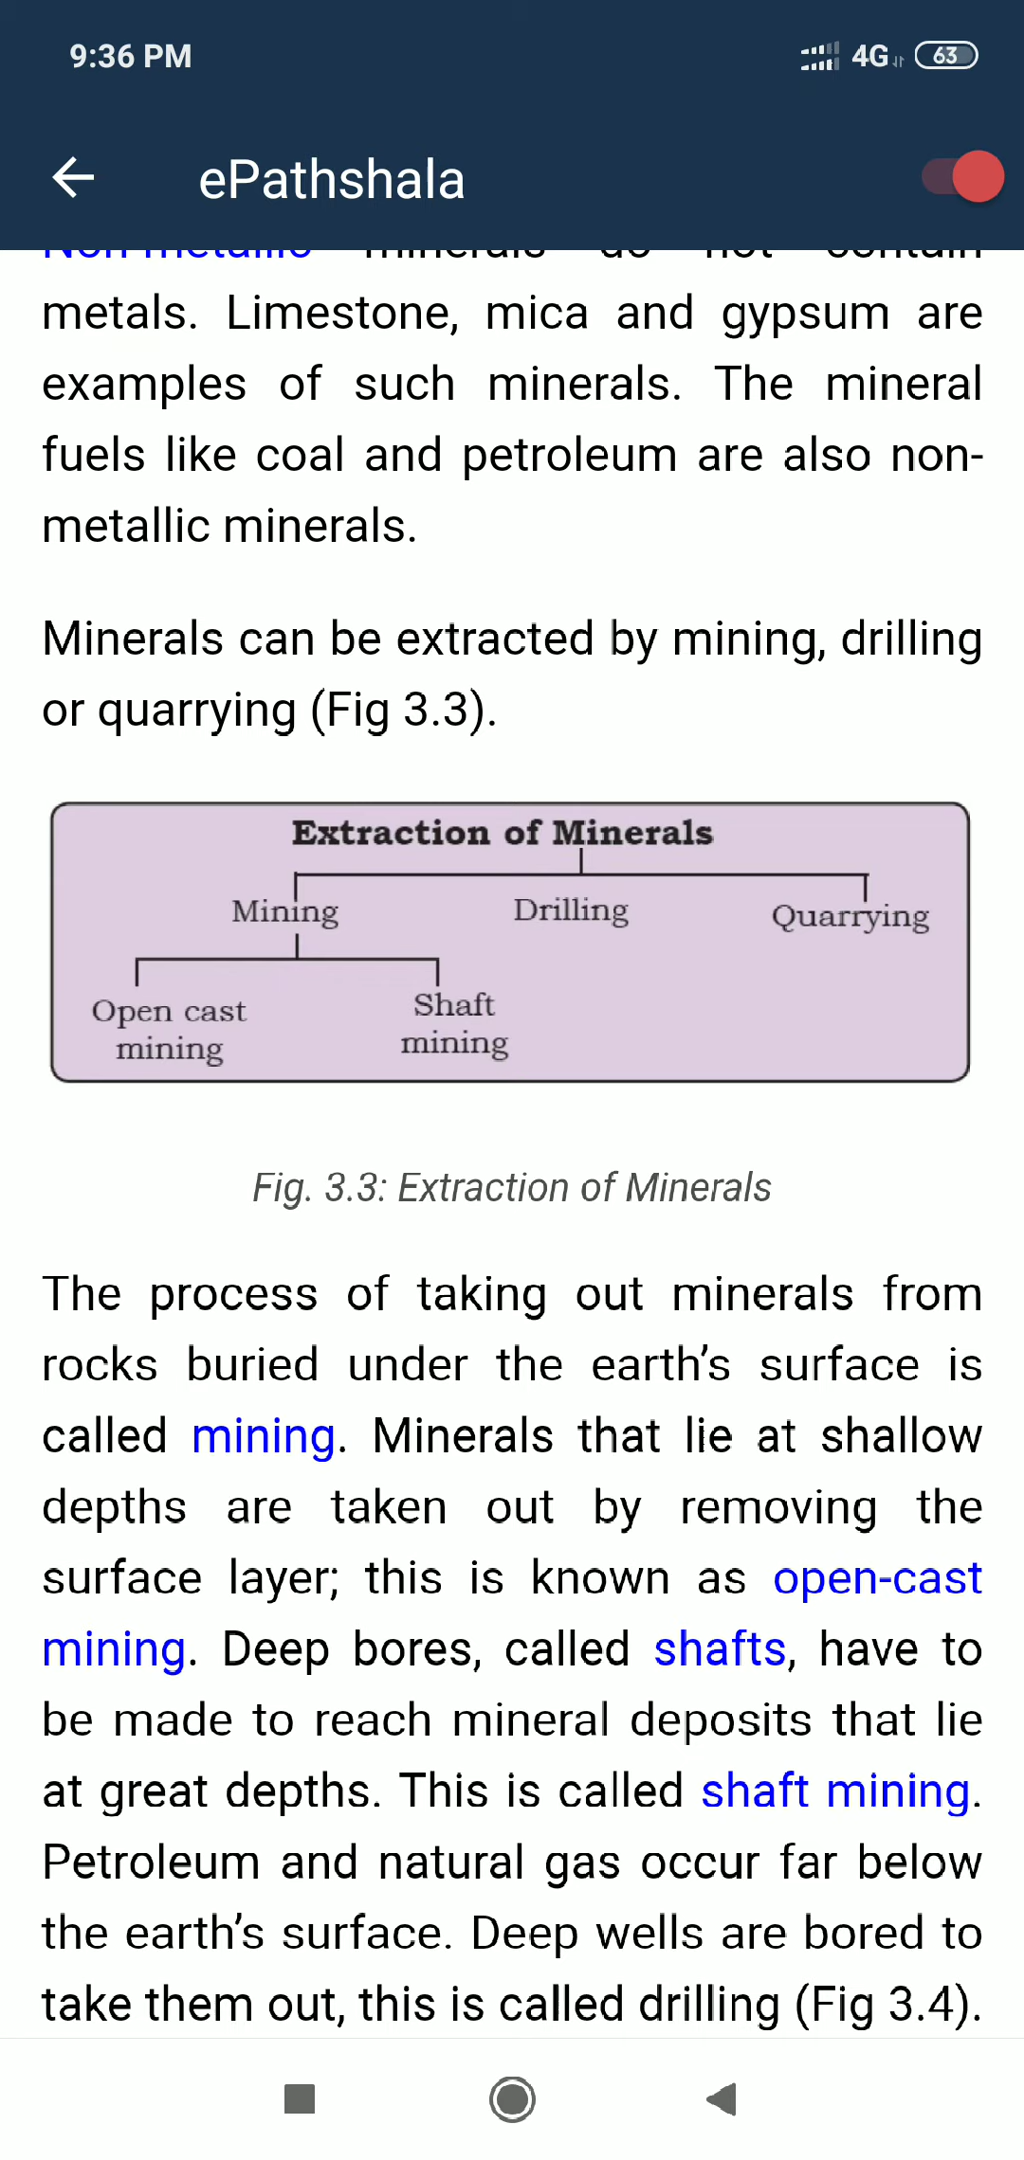 9:36 PM
4G
63
ePathshala
Non-metallic minerals do not contain
metals. Limestone, mica and gypsum are
examples of such minerals. The mineral
fuels like coal and petroleum are also non-
metallic minerals.
Minerals can be extracted by mining, drilling
or quarrying (Fig 3.3).
Extraction of Minerals
Mining
Drilling
Quarrying
Open cast
mining
Shaft
mining
Fig. 3.3: Extraction of Minerals
The process of taking out minerals from
rocks buried under the earth’s surface is
called mining. Minerals that lie at shallow
depths are taken out by removing the
surface layer; this is known as open-cast
mining. Deep bores, called shafts, have to
be made to reach mineral deposits that lie
at great depths. This is called shaft mining.
Petroleum and natural gas occur far below
the earth’s surface. Deep wells are bored to
take them out, this is called drilling (Fig 3.4).